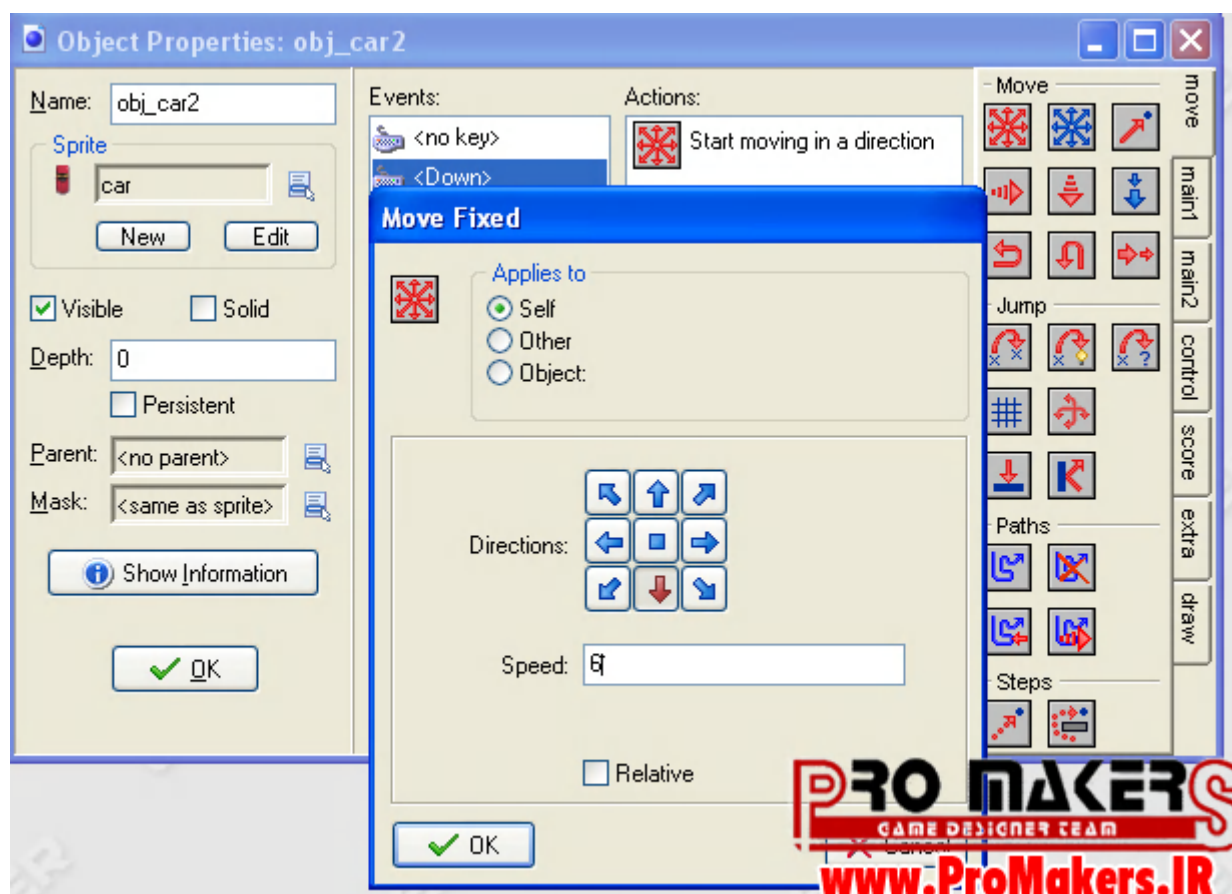 Object Properties: obj_car2
Name: obj_car2
Sprite
car
New Edit
Visible Solid
Depth: 0
Persistent
Parent: <no parent>
Mask: <same as sprite>
Show Information
OK
Events:
<no key>
<Down>
Actions:
Start moving in a direction
Move Fixed
Applies to
Self
Other
Object:
Directions:
Speed: 6
Relative
OK
Cancel
Move
Jump
Paths
Steps
move
main1
main2
control
score
extra
draw
PRO MAKERS
GAME DESIGNER TEAM
www.ProMakers.IR